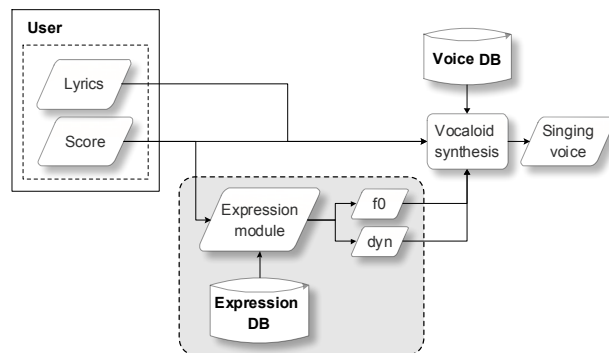 User
Lyrics
Score
Voice DB
Vocaloid
synthesis
Singing
voice
Expression
module
f0
dyn
Expression
DB